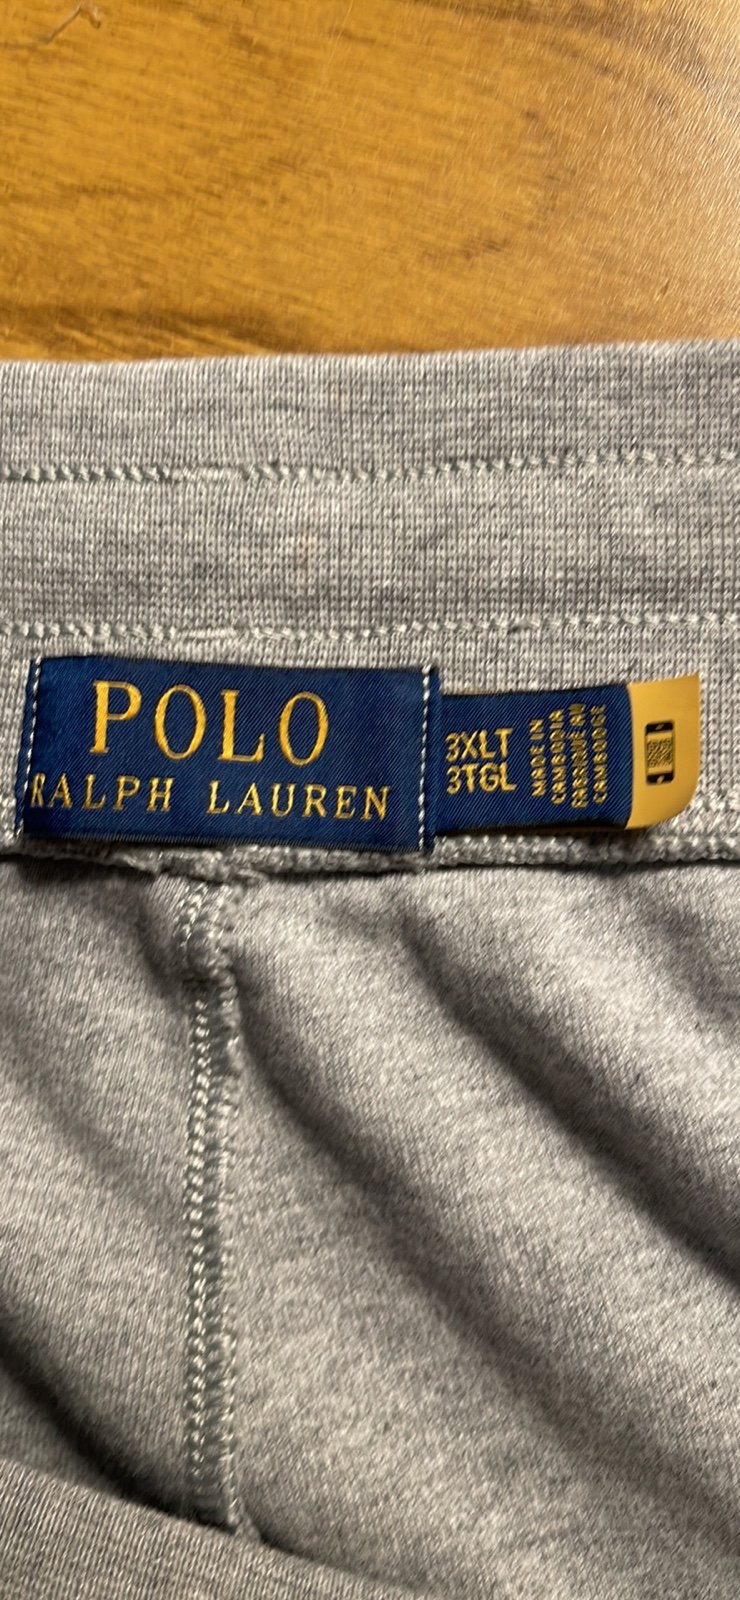 POLO
RALPH LAUREN
3XLT
3TGL
MADE IN
CAMBODIA
FABRIQUÉ AU
CAMBODGE